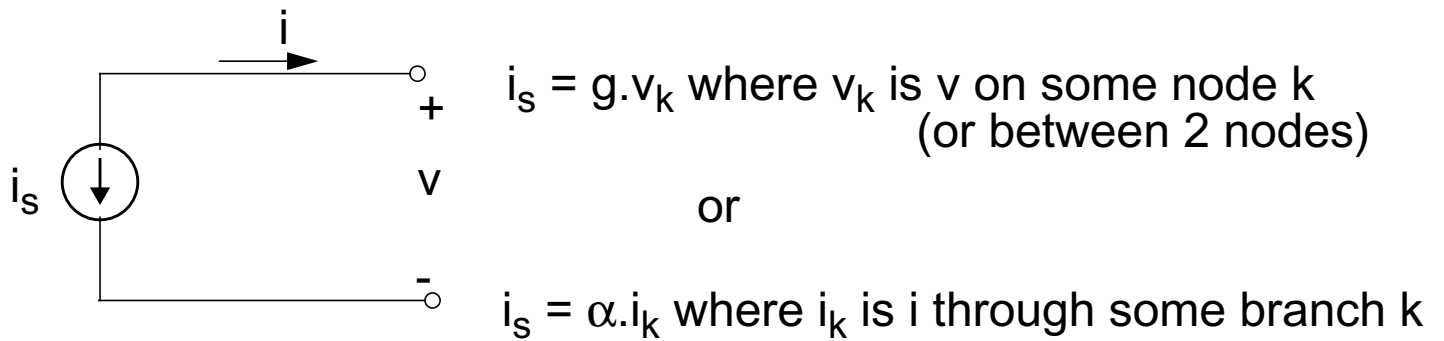 i
+
v
-
i_s
i_s = g.v_k where v_k is v on some node k
(or between 2 nodes)
or
i_s = α.i_k where i_k is i through some branch k